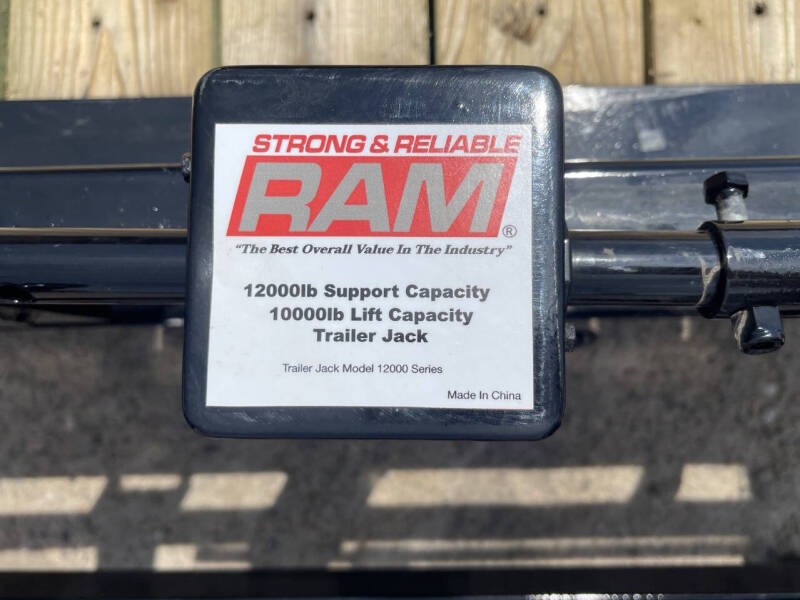 STRONG & RELIABLE
RAM®
"The Best Overall Value In The Industry"
12000lb Support Capacity
10000lb Lift Capacity
Trailer Jack
Trailer Jack Model 12000 Series
Made In China